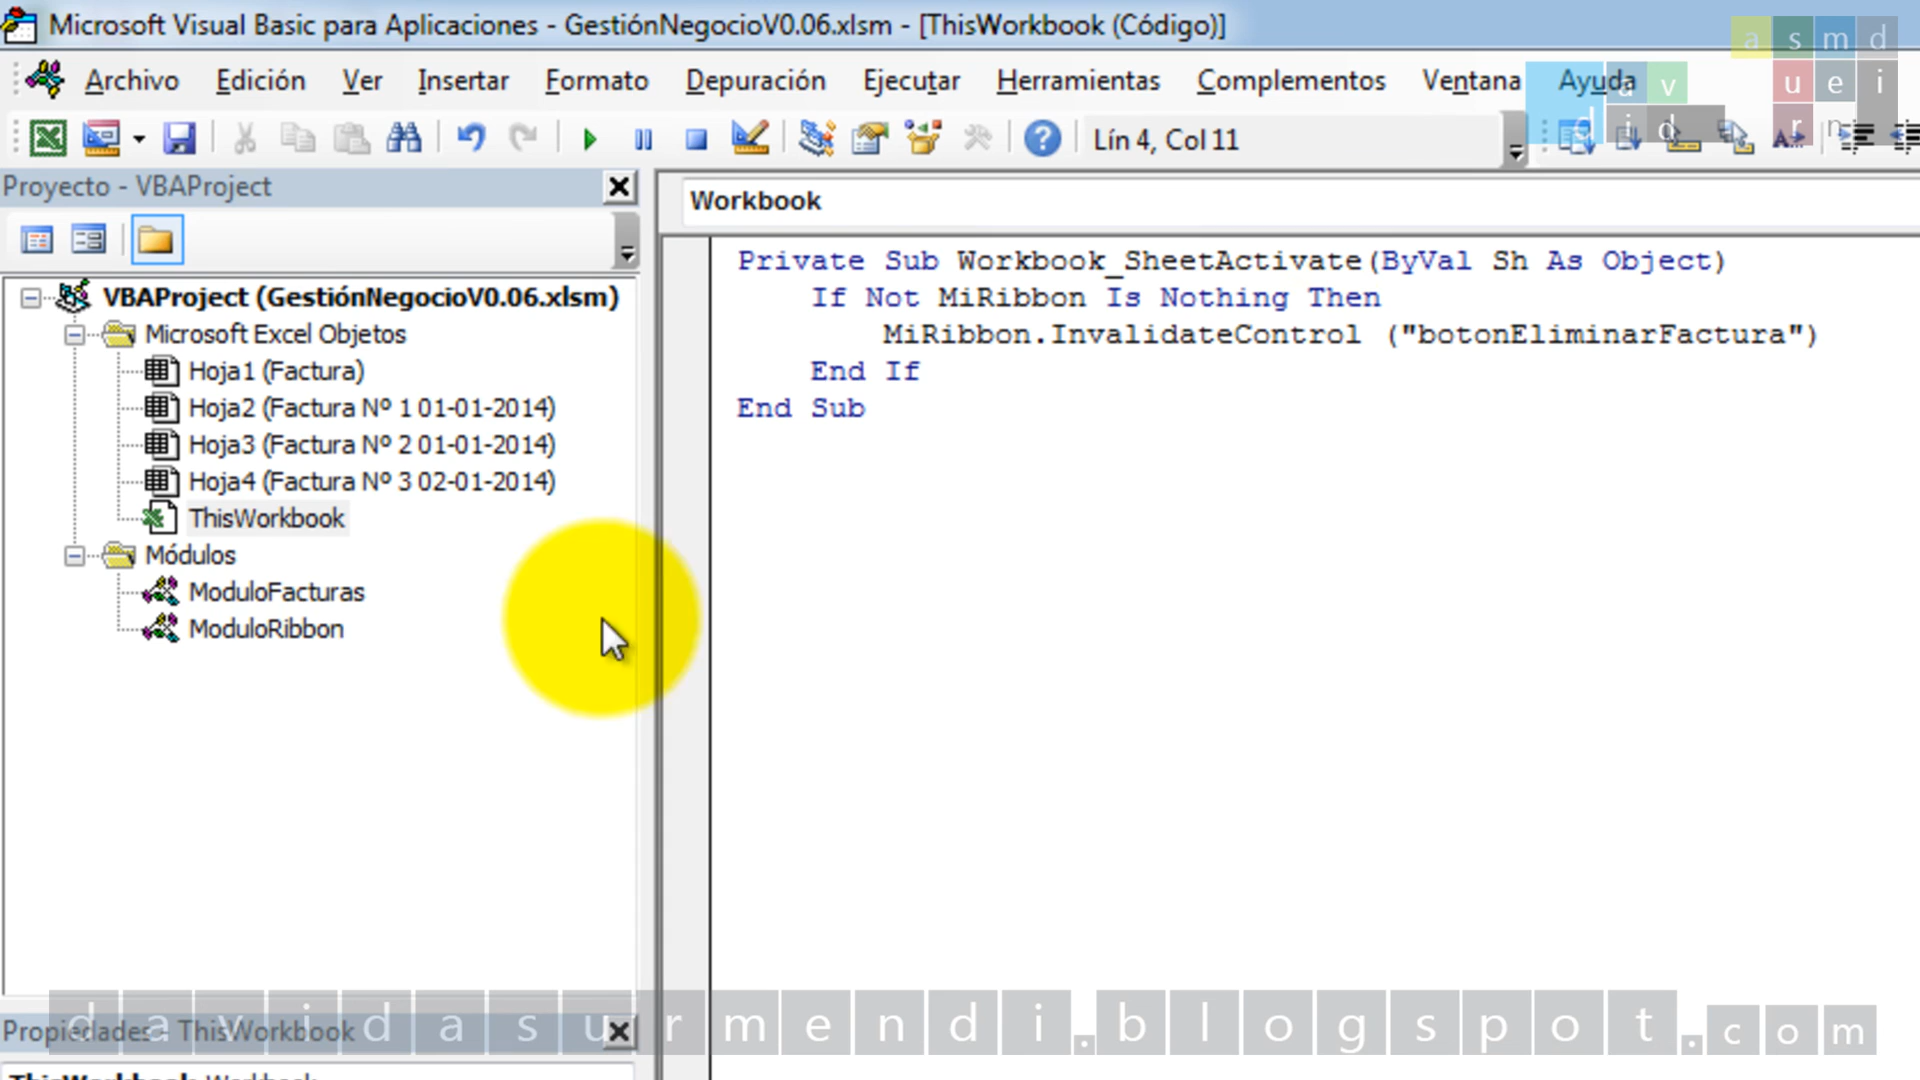 Microsoft Visual Basic para Aplicaciones - GestiónNegocioV0.06.xlsm - [ThisWorkbook (Código)]
Archivo Edición Ver Insertar Formato Depuración Ejecutar Herramientas Complementos Ventana Ayuda
Lín 4, Col 11
a s m d
u e i
r n
a v
d i d
Proyecto - VBAProject
Workbook
VBAProject (GestiónNegocioV0.06.xlsm)
Microsoft Excel Objetos
Hoja1 (Factura)
Hoja2 (Factura Nº 1 01-01-2014)
Hoja3 (Factura Nº 2 01-01-2014)
Hoja4 (Factura Nº 3 02-01-2014)
ThisWorkbook
Módulos
ModuloFacturas
ModuloRibbon
Private Sub Workbook_SheetActivate(ByVal Sh As Object)
If Not MiRibbon Is Nothing Then
MiRibbon.InvalidateControl ("botonEliminarFactura")
End If
End Sub
Propiedades - ThisWorkbook
davidasurmendi.blogspot.com
ThisWorkbook Workbook